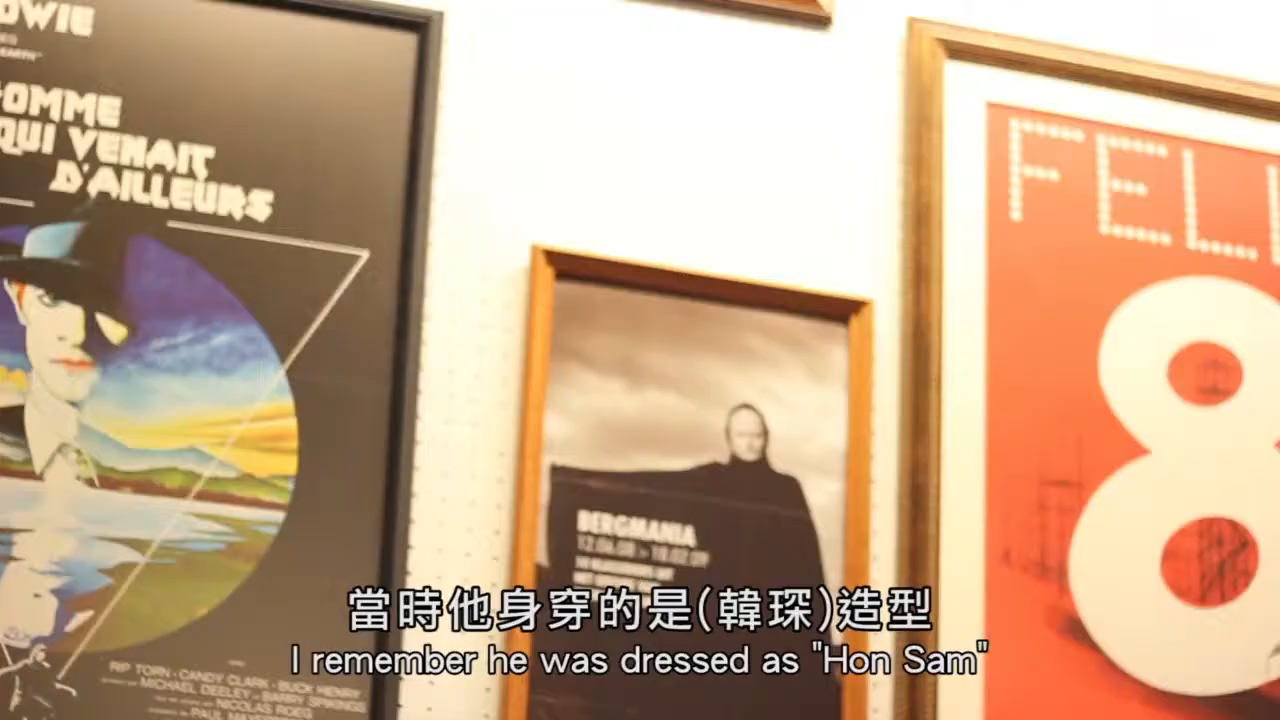 OWIE
OMME
QUI VENAIT
D'AILLEURS
RIP TORN · CANDY CLARK · BUCK HENRY
MICHAEL DEELEY · BARRY SPIKINGS
NICOLAS ROEG
PAUL
BERGMANIA
FELL
8
當時他身穿的是(韓琛)造型
I remember he was dressed as "Hon Sam"